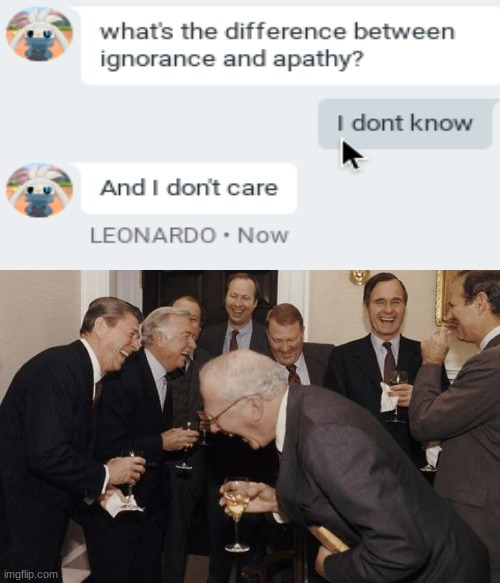 what's the difference between
ignorance and apathy?
I dont know
And I don't care
LEONARDO • Now
imgflip.com